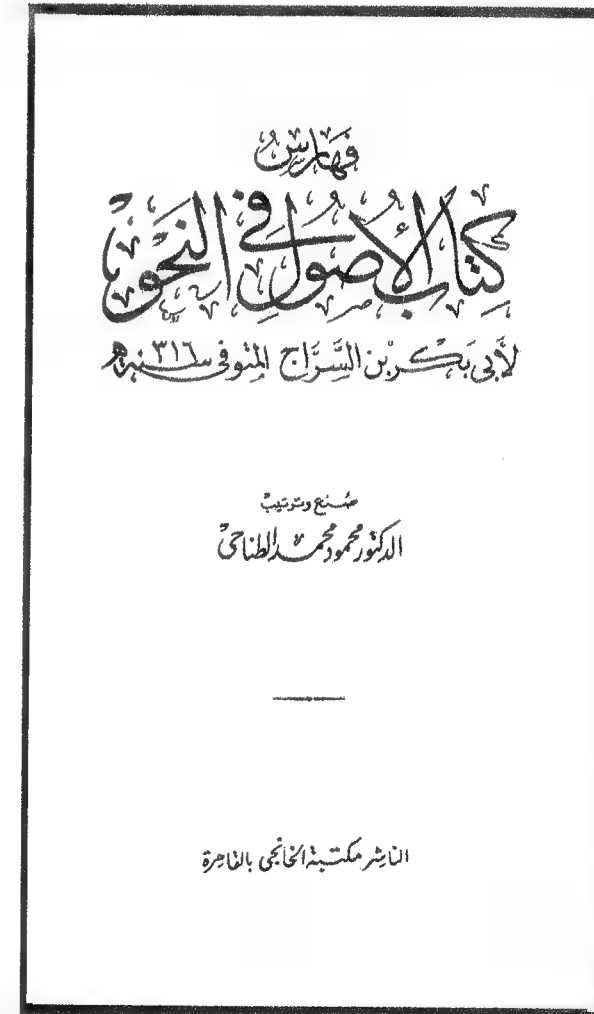 فهارس
كتاب الأصول في النحو
لأبي بكر بن السراج المتوفى سنة ٣١٦ هـ
صنع وترتيب
الدكتور محمود محمد الطناحي
الناشر مكتبة الخانجي بالقاهرة